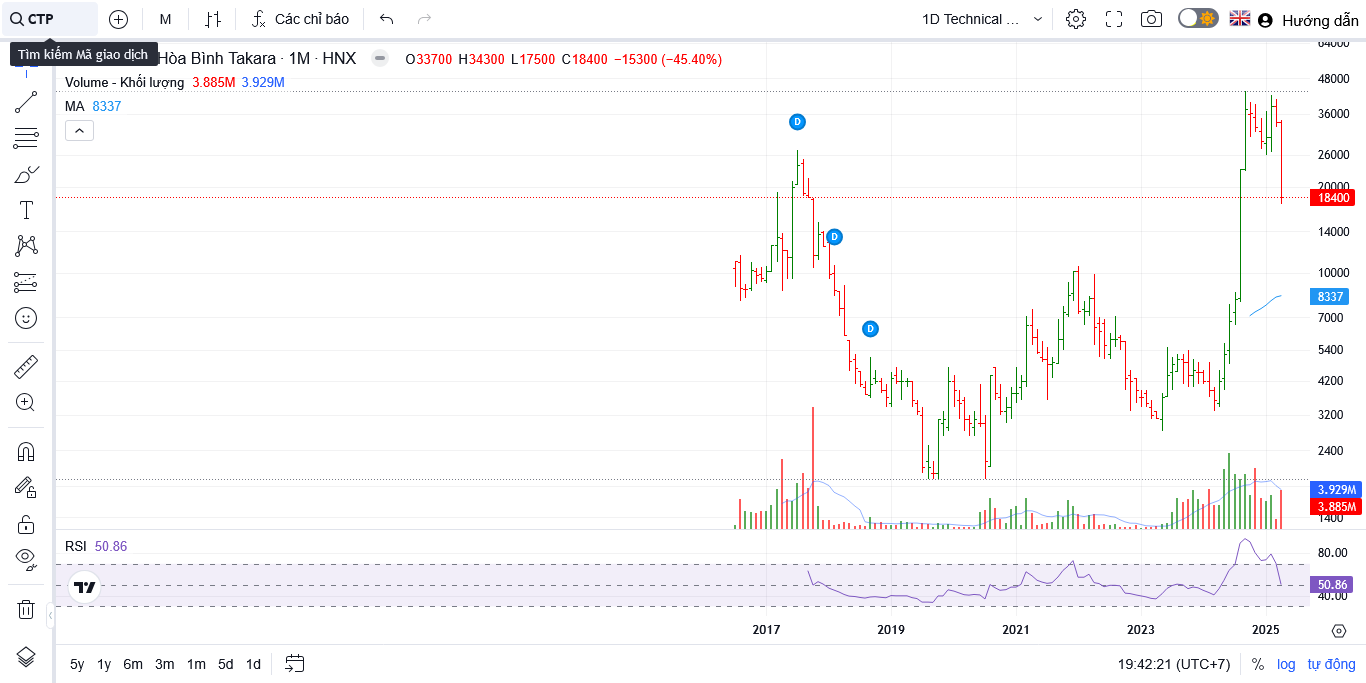 CTP
M
Các chỉ báo
1D Technical ...
Hướng dẫn
Tìm kiếm Mã giao dịch
Hòa Bình Takara · 1M · HNX
O33700 H34300 L17500 C18400 −15300 (−45.40%)
Volume - Khối lượng 3.885M 3.929M
MA 8337
D
D
D
64000
48000
36000
26000
20000
18400
14000
10000
8337
7000
5400
4200
3200
2400
3.929M
3.885M
1400
RSI 50.86
80.00
50.86
40.00
2017 2019 2021 2023 2025
5y 1y 6m 3m 1m 5d 1d
19:42:21 (UTC+7) % log tự động